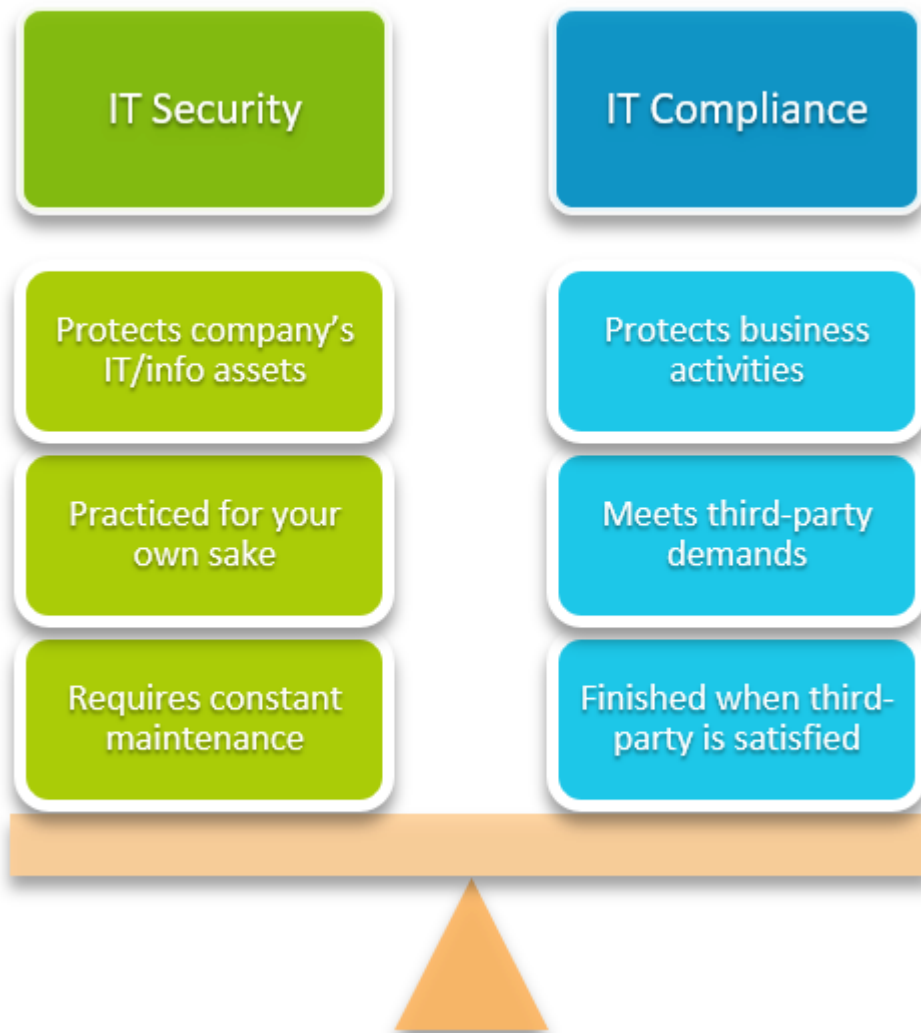 IT Security
IT Compliance
Protects company’s
IT/info assets
Protects business
activities
Practiced for your
own sake
Meets third-party
demands
Requires constant
maintenance
Finished when third-
party is satisfied